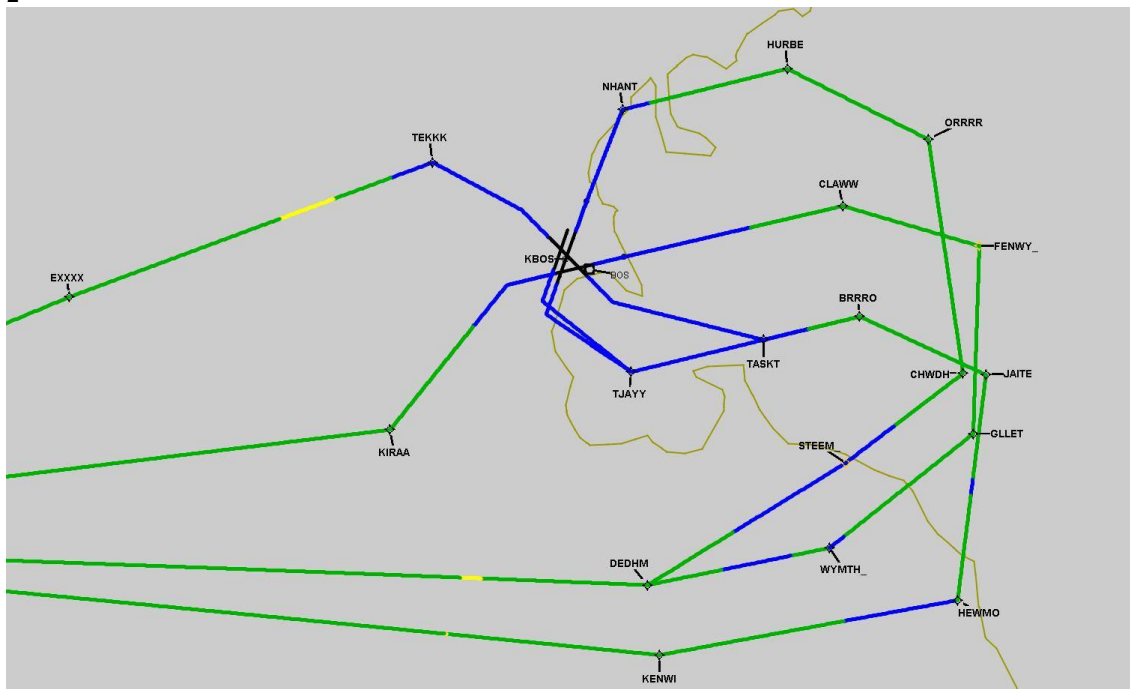 HURBE
NHANT
ORRRR
TEKKK
CLAWW
FENWY_
KBOS
BOS
EXXXX
BRRRO
TASKT
CHWDH
JAITE
TJAYY
GLLET
STEEM
KIRAA
DEDHM
WYMTH_
HEWMO
KENWI